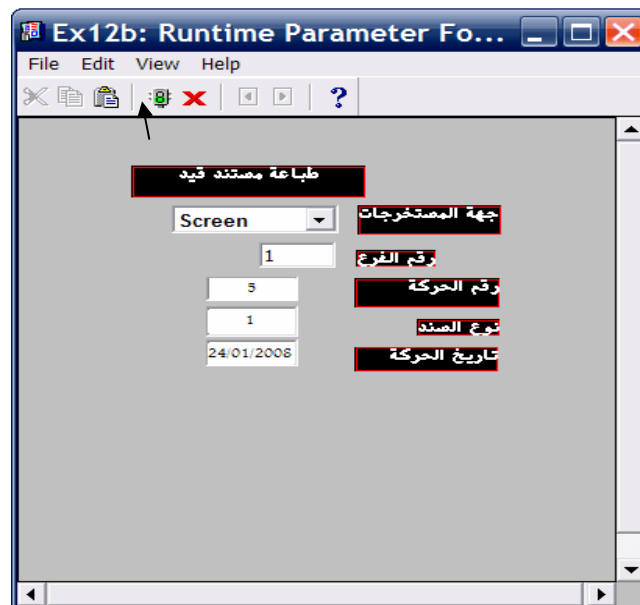 Ex12b: Runtime Parameter Fo...
File Edit View Help
?
طباعة مستند قيد
جهة المستخرجات Screen
رقم الفرع 1
رقم الحركة 5
نوع الصند 1
تاريخ الحركة 24/01/2008